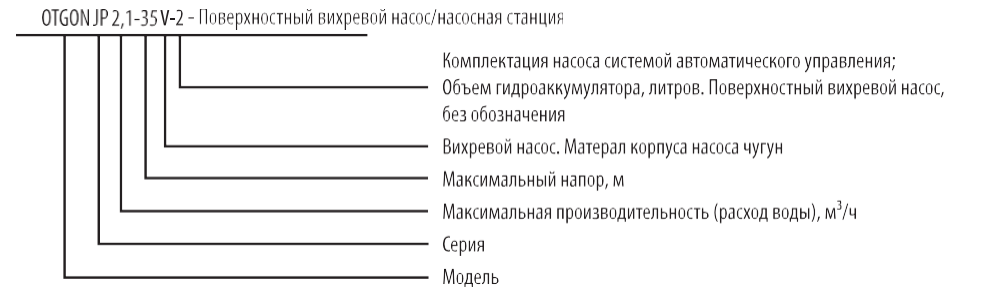 OTGON JP 2,1-35 V-2 - Поверхностный вихревой насос/насосная станция
Комплектация насоса системой автоматического управления;
Объем гидроаккумулятора, литров. Поверхностный вихревой насос,
без обозначения
Вихревой насос. Матерал корпуса насоса чугун
Максимальный напор, м
Максимальная производительность (расход воды), м³/ч
Серия
Модель